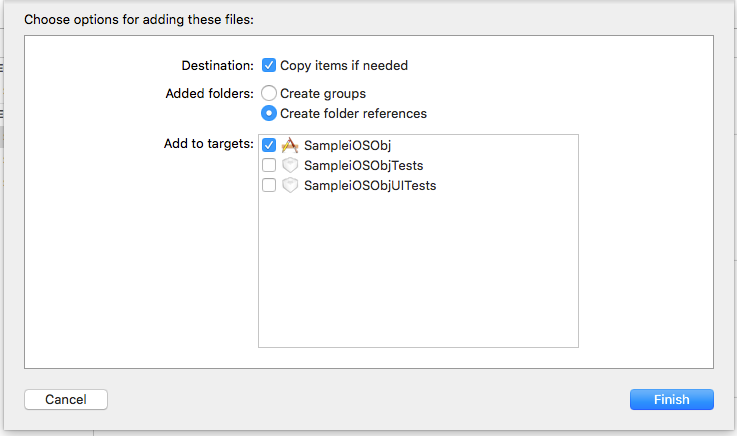 Choose options for adding these files:
Destination: Copy items if needed
Added folders: Create groups
Create folder references
Add to targets: SampleiOSObj
SampleiOSObjTests
SampleiOSObjUITests
Cancel Finish